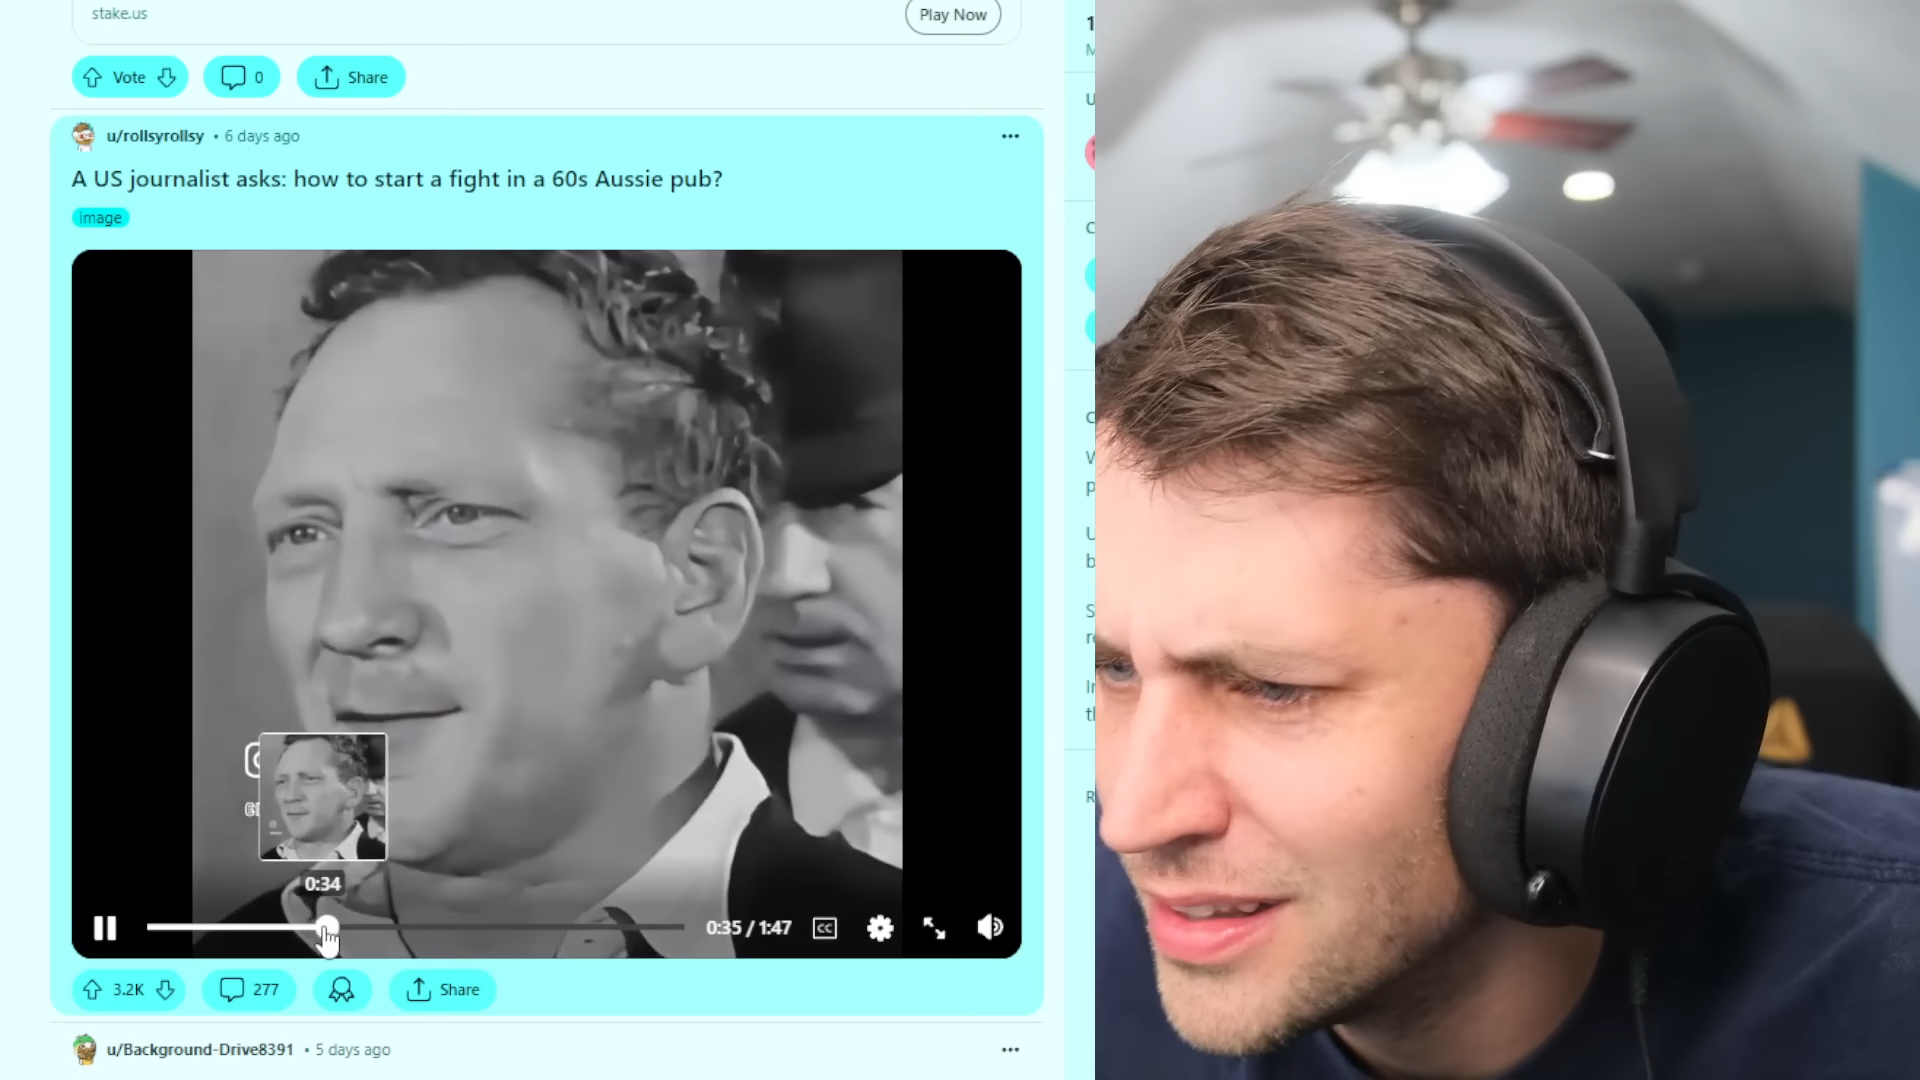 stake.us
Play Now
Vote
0
Share
u/rollsyrollsy • 6 days ago
A US journalist asks: how to start a fight in a 60s Aussie pub?
image
0:34
0:35 / 1:47
CC
3.2K
277
Share
u/Background-Drive8391 • 5 days ago